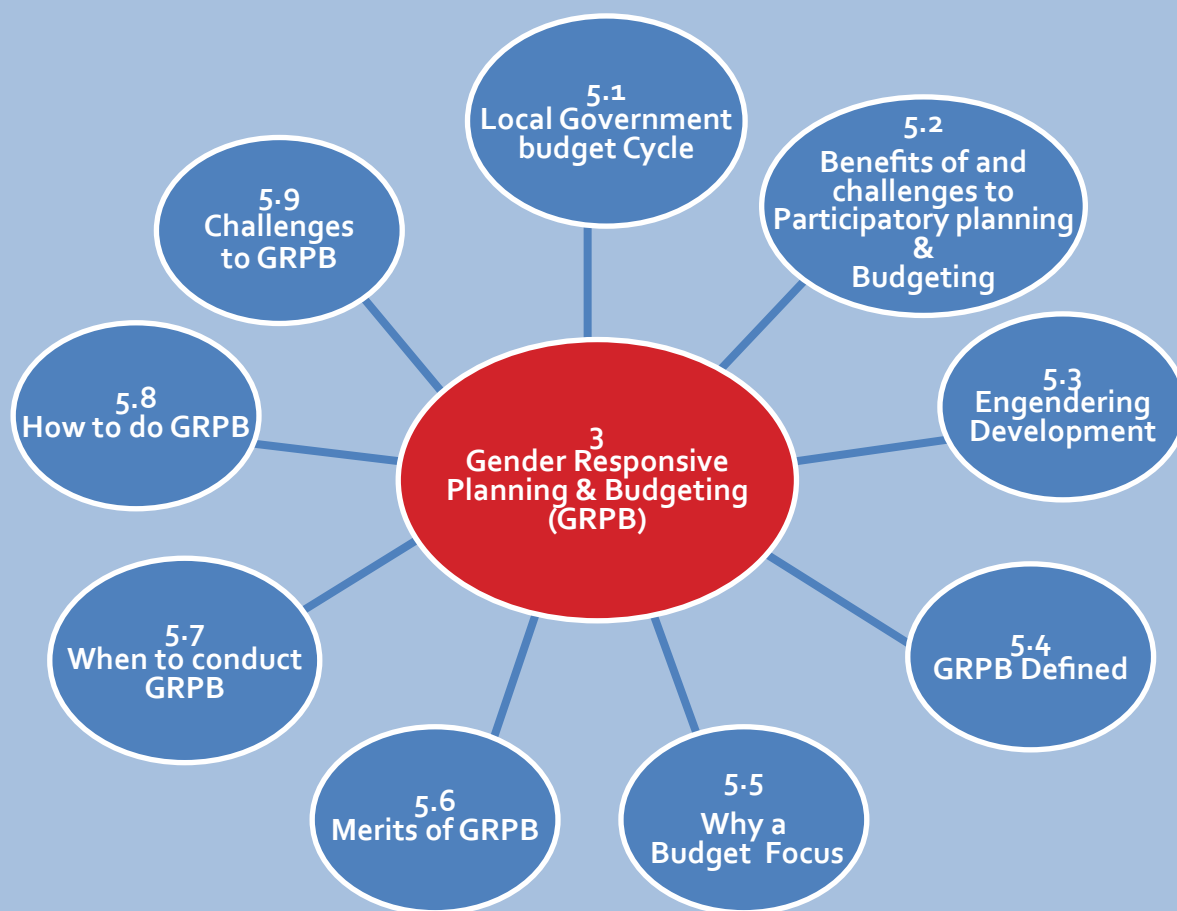 5.1
Local Government
budget Cycle
5.2
Benefits of and
challenges to
Participatory planning
&
Budgeting
5.3
Engendering
Development
5.4
GRPB Defined
5.5
Why a
Budget Focus
5.6
Merits of GRPB
5.7
When to conduct
GRPB
5.8
How to do GRPB
5.9
Challenges
to GRPB
3
Gender Responsive
Planning & Budgeting
(GRPB)